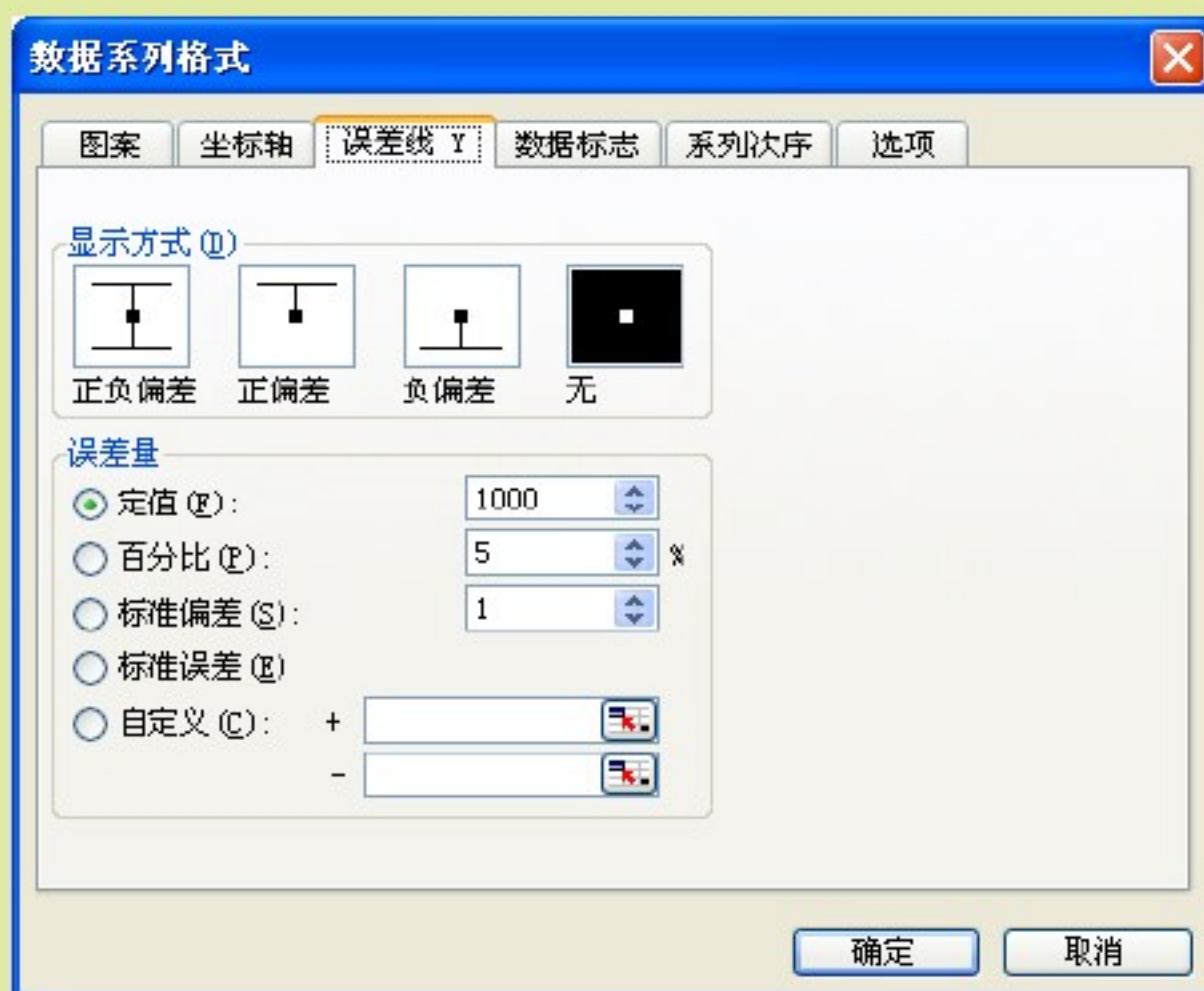 数据系列格式
图案 坐标轴 误差线 Y 数据标志 系列次序 选项
显示方式(D)
正负偏差 正偏差 负偏差 无
误差量
定值(F): 1000
百分比(P): 5 %
标准偏差(S): 1
标准误差(E)
自定义(C): +
-
确定 取消